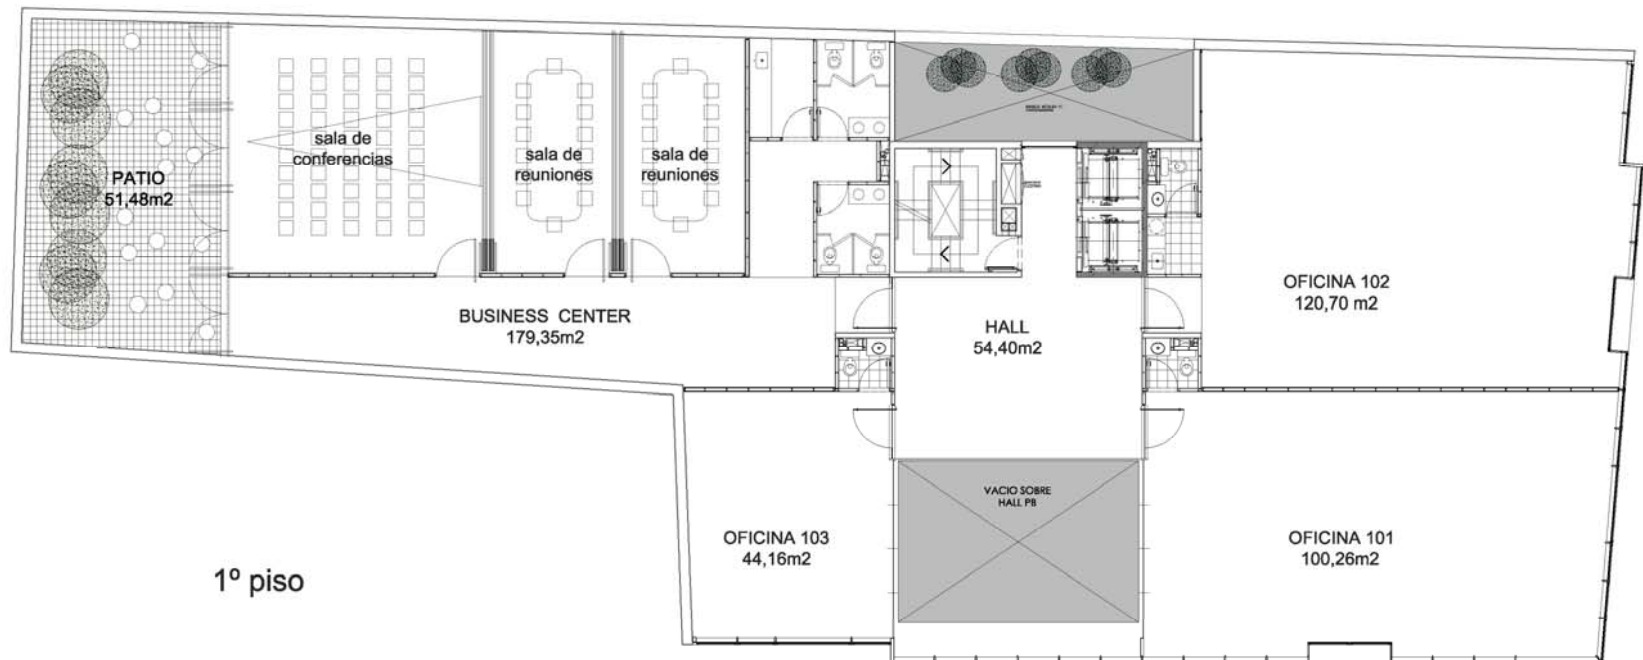 sala de
conferencias
sala de
reuniones
sala de
reuniones
PATIO
51,48m2
BUSINESS CENTER
179,35m2
HALL
54,40m2
OFICINA 102
120,70 m2
VACIO SOBRE
HALL PB
OFICINA 103
44,16m2
OFICINA 101
100,26m2
1º piso